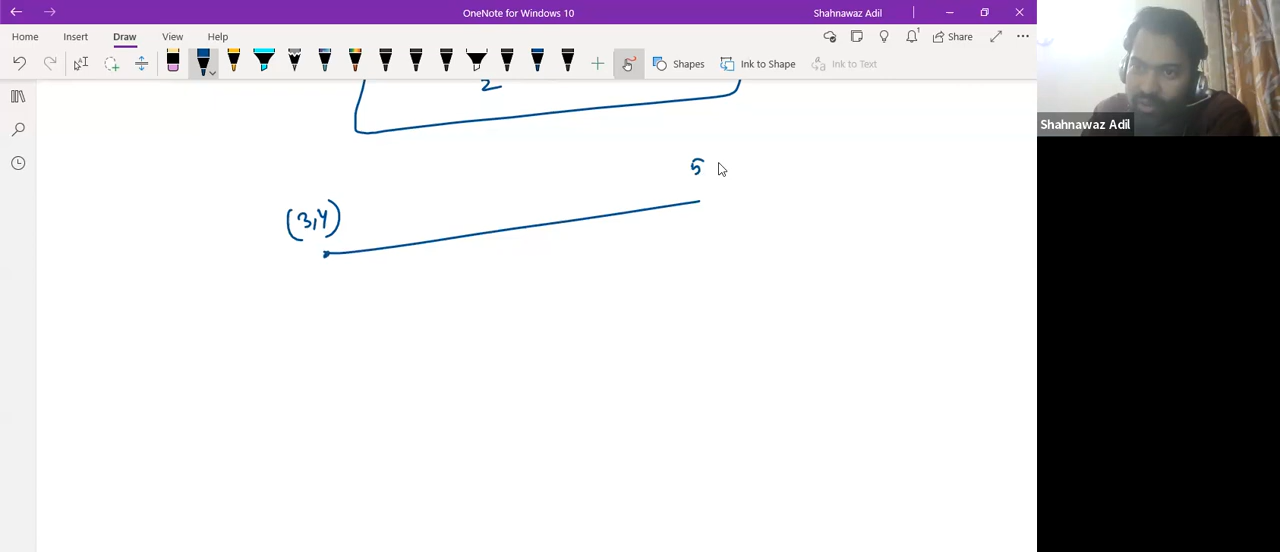 OneNote for Windows 10
Shahnawaz Adil
Home Insert Draw View Help
Share
Shapes Ink to Shape Ink to Text
Shahnawaz Adil
2
5
(3,4)